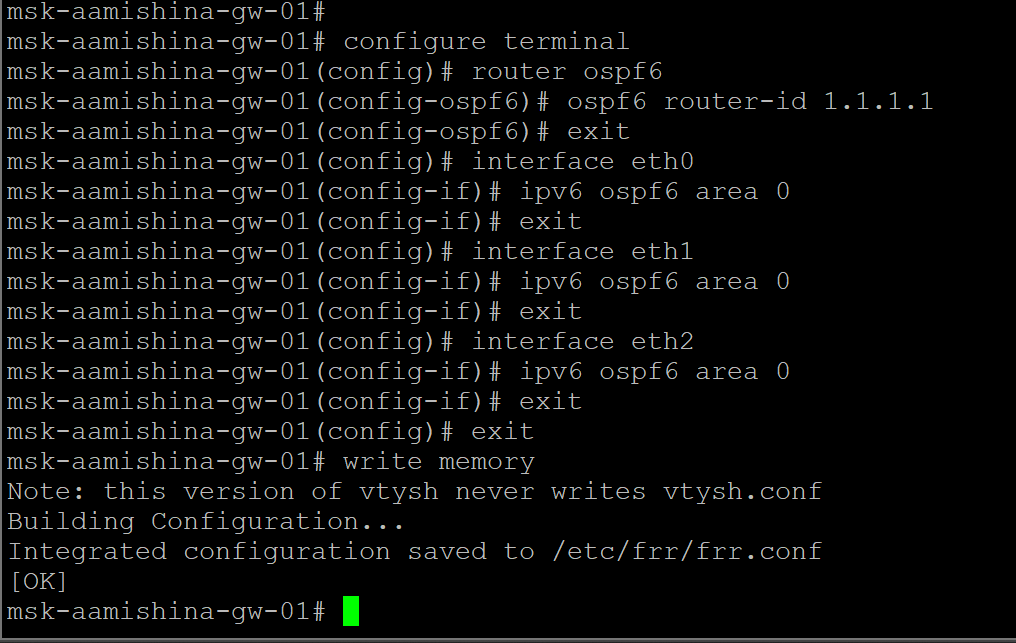 msk-aamishina-gw-01#
msk-aamishina-gw-01# configure terminal
msk-aamishina-gw-01(config)# router ospf6
msk-aamishina-gw-01(config-ospf6)# ospf6 router-id 1.1.1.1
msk-aamishina-gw-01(config-ospf6)# exit
msk-aamishina-gw-01(config)# interface eth0
msk-aamishina-gw-01(config-if)# ipv6 ospf6 area 0
msk-aamishina-gw-01(config-if)# exit
msk-aamishina-gw-01(config)# interface eth1
msk-aamishina-gw-01(config-if)# ipv6 ospf6 area 0
msk-aamishina-gw-01(config-if)# exit
msk-aamishina-gw-01(config)# interface eth2
msk-aamishina-gw-01(config-if)# ipv6 ospf6 area 0
msk-aamishina-gw-01(config-if)# exit
msk-aamishina-gw-01(config)# exit
msk-aamishina-gw-01# write memory
Note: this version of vtysh never writes vtysh.conf
Building Configuration...
Integrated configuration saved to /etc/frr/frr.conf
[OK]
msk-aamishina-gw-01#